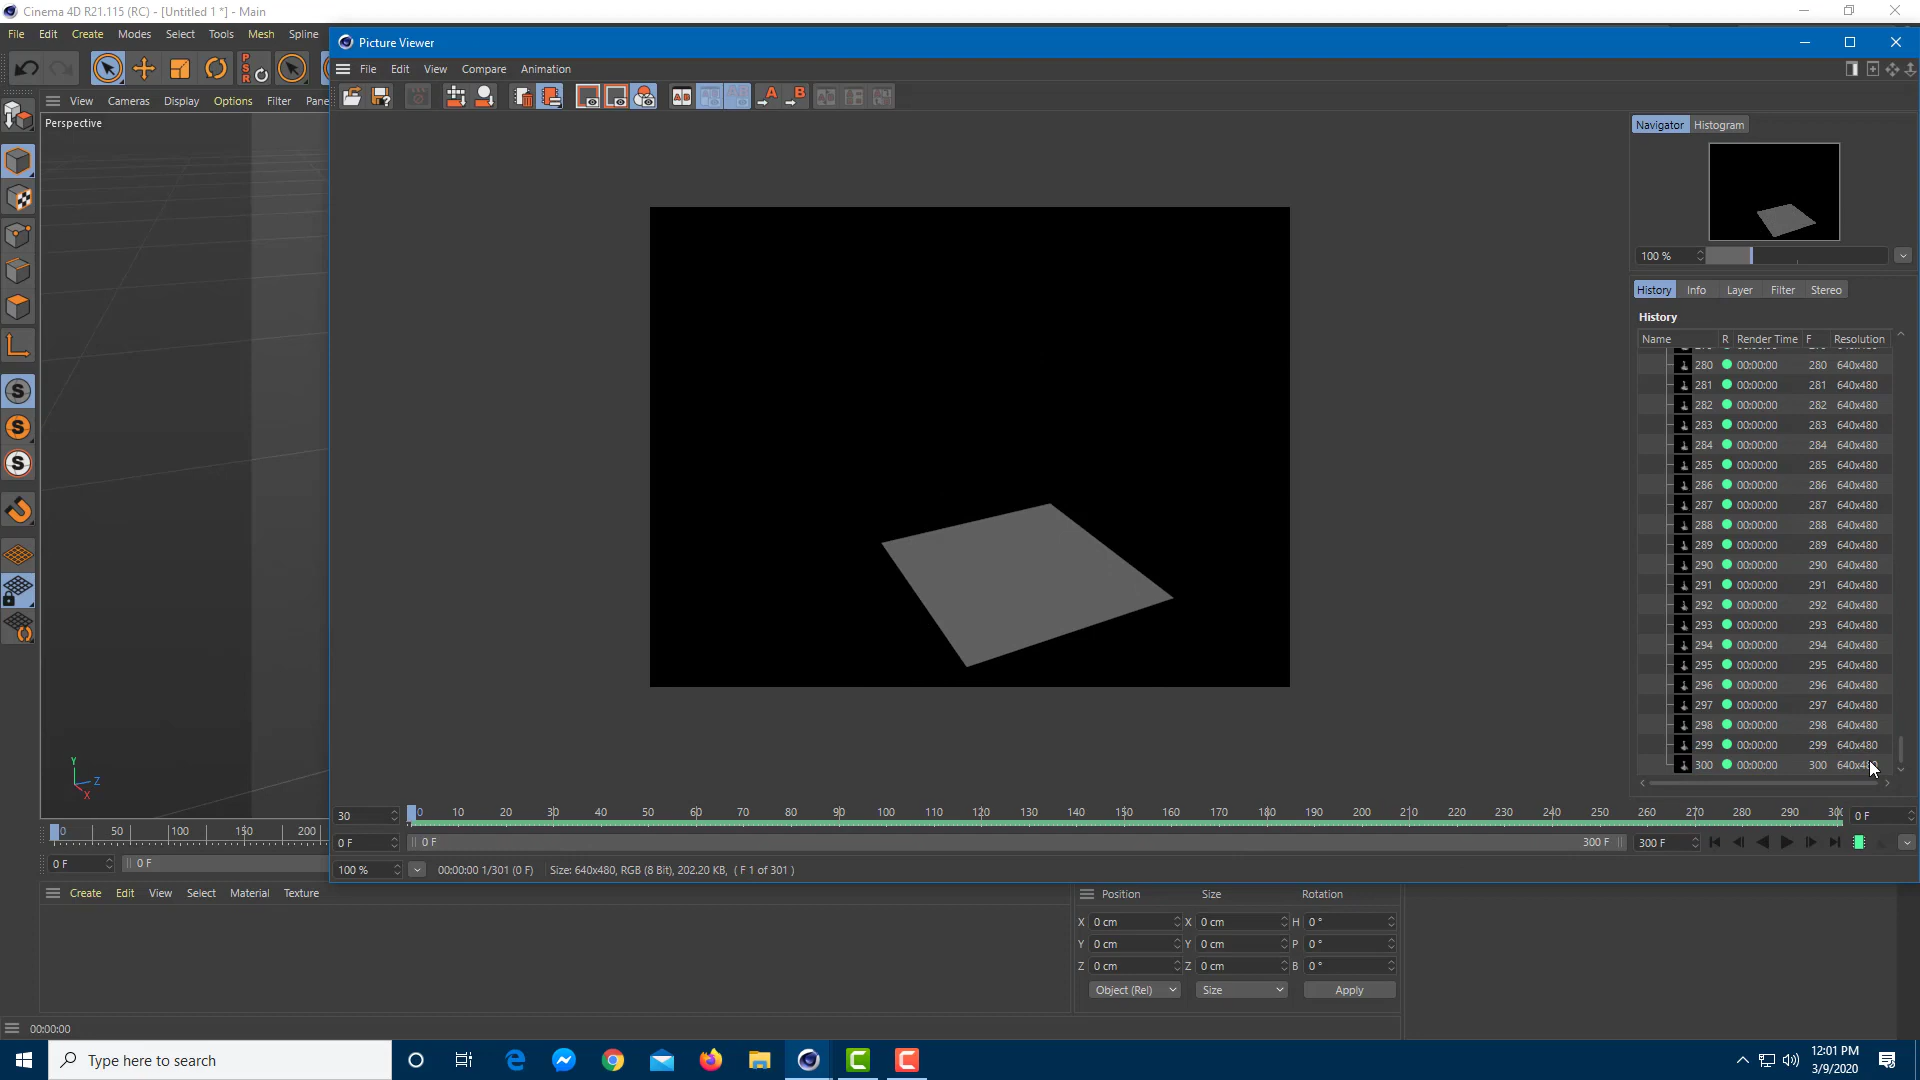 Cinema 4D R21.115 (RC) - [Untitled 1 *] - Main
File Edit Create Modes Select Tools Mesh Spline
Picture Viewer
File Edit View Compare Animation
View Cameras Display Options Filter Pane
Perspective
Navigator Histogram
100 %
History Info Layer Filter Stereo
History
Name R Render Time F Resolution
280 00:00:00 280 640x480
281 00:00:00 281 640x480
282 00:00:00 282 640x480
283 00:00:00 283 640x480
284 00:00:00 284 640x480
285 00:00:00 285 640x480
286 00:00:00 286 640x480
287 00:00:00 287 640x480
288 00:00:00 288 640x480
289 00:00:00 289 640x480
290 00:00:00 290 640x480
291 00:00:00 291 640x480
292 00:00:00 292 640x480
293 00:00:00 293 640x480
294 00:00:00 294 640x480
295 00:00:00 295 640x480
296 00:00:00 296 640x480
297 00:00:00 297 640x480
298 00:00:00 298 640x480
299 00:00:00 299 640x480
300 00:00:00 300 640x480
Y
Z
X
30 0 10 20 30 40 50 60 70 80 90 100 110 120 130 140 150 160 170 180 190 200 210 220 230 240 250 260 270 280 290 300 0 F
0 50 100 150 200
0 F 0 F 300 F 300 F
0 F 0 F
100 % 00:00:00 1/301 (0 F) Size: 640x480, RGB (8 Bit), 202.20 KB, ( F 1 of 301 )
Create Edit View Select Material Texture
Position Size Rotation
X 0 cm X 0 cm H 0 °
Y 0 cm Y 0 cm P 0 °
Z 0 cm Z 0 cm B 0 °
Object (Rel) Size Apply
00:00:00
Type here to search
12:01 PM
3/9/2020